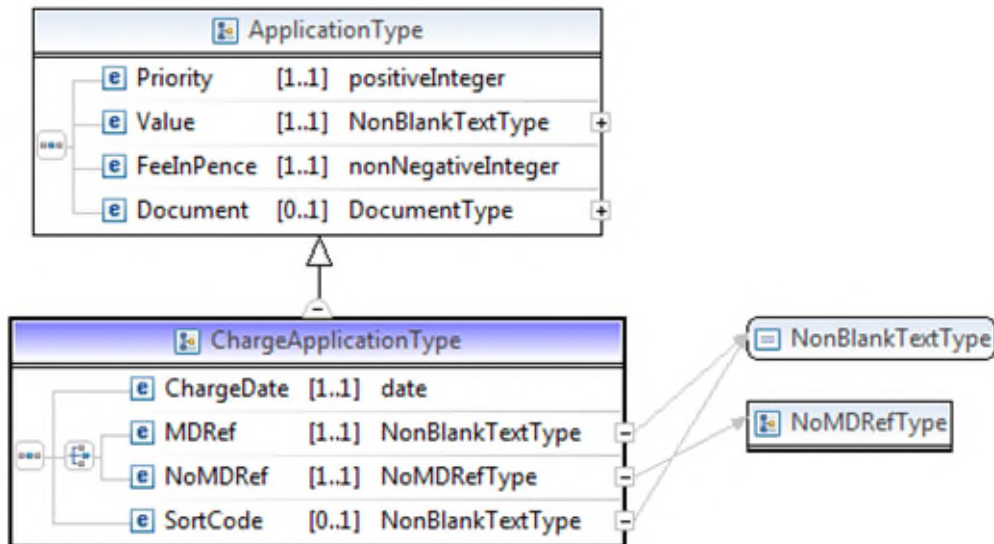 ApplicationType
e Priority [1..1] positiveInteger
e Value [1..1] NonBlankTextType
e FeeInPence [1..1] nonNegativeInteger
e Document [0..1] DocumentType
ChargeApplicationType
e ChargeDate [1..1] date
e MDRef [1..1] NonBlankTextType
e NoMDRef [1..1] NoMDRefType
e SortCode [0..1] NonBlankTextType
NonBlankTextType
NoMDRefType